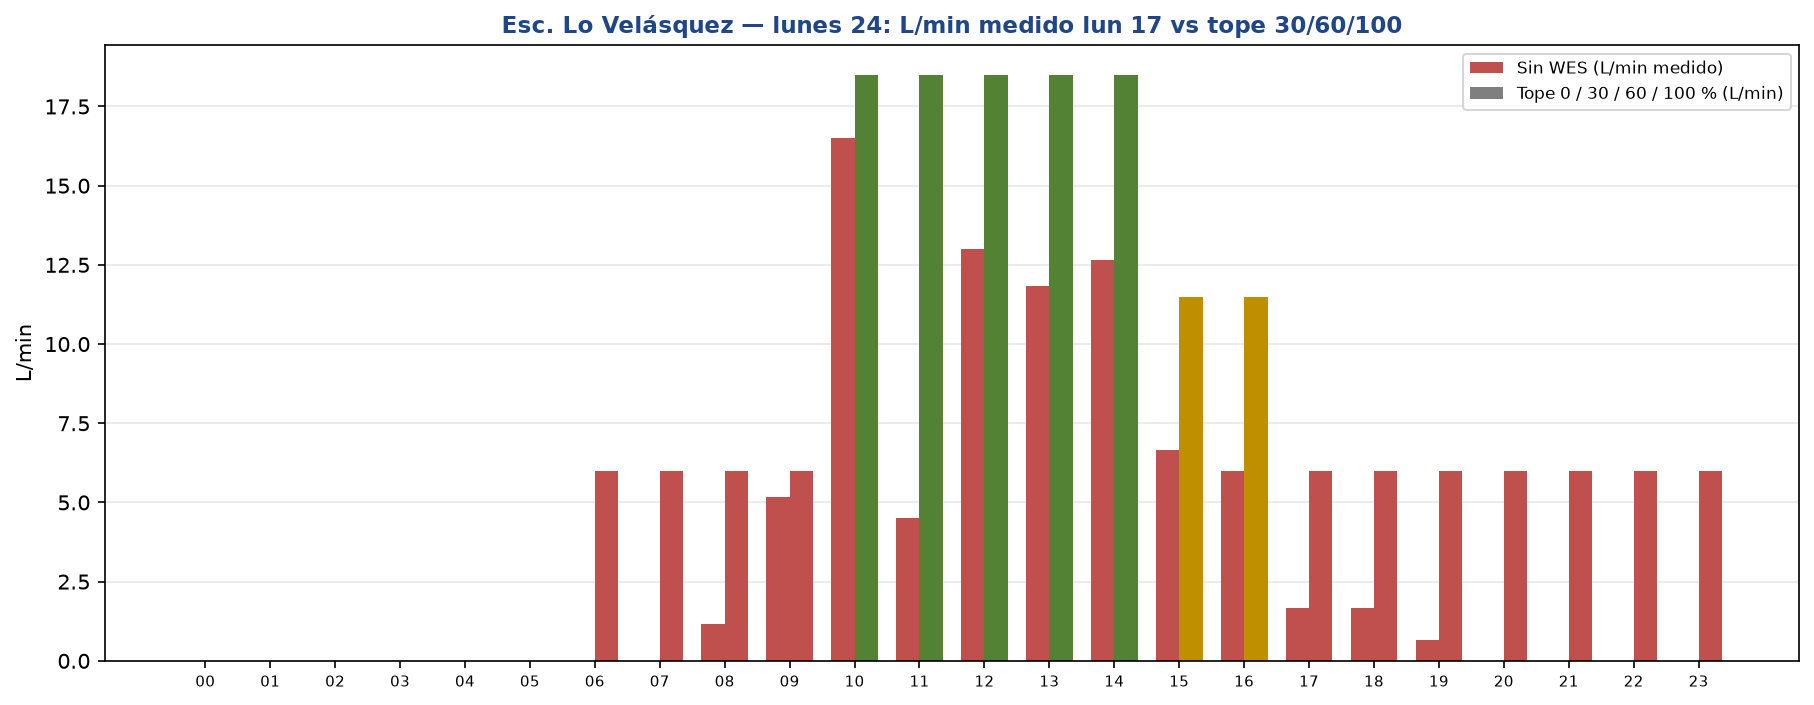 Esc. Lo Velásquez — lunes 24: L/min medido lun 17 vs tope 30/60/100
Sin WES (L/min medido)
Tope 0 / 30 / 60 / 100 % (L/min)
L/min
17.5
15.0
12.5
10.0
7.5
5.0
2.5
0.0
00 01 02 03 04 05 06 07 08 09 10 11 12 13 14 15 16 17 18 19 20 21 22 23